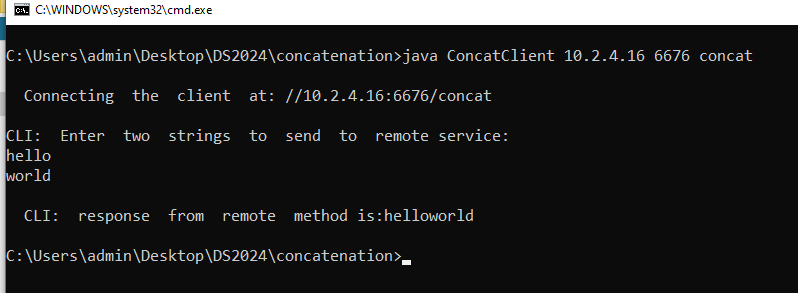 C:\WINDOWS\system32\cmd.exe
C:\Users\admin\Desktop\DS2024\concatenation>java ConcatClient 10.2.4.16 6676 concat
Connecting the client at: //10.2.4.16:6676/concat
CLI: Enter two strings to send to remote service:
hello
world
CLI: response from remote method is:helloworld
C:\Users\admin\Desktop\DS2024\concatenation>